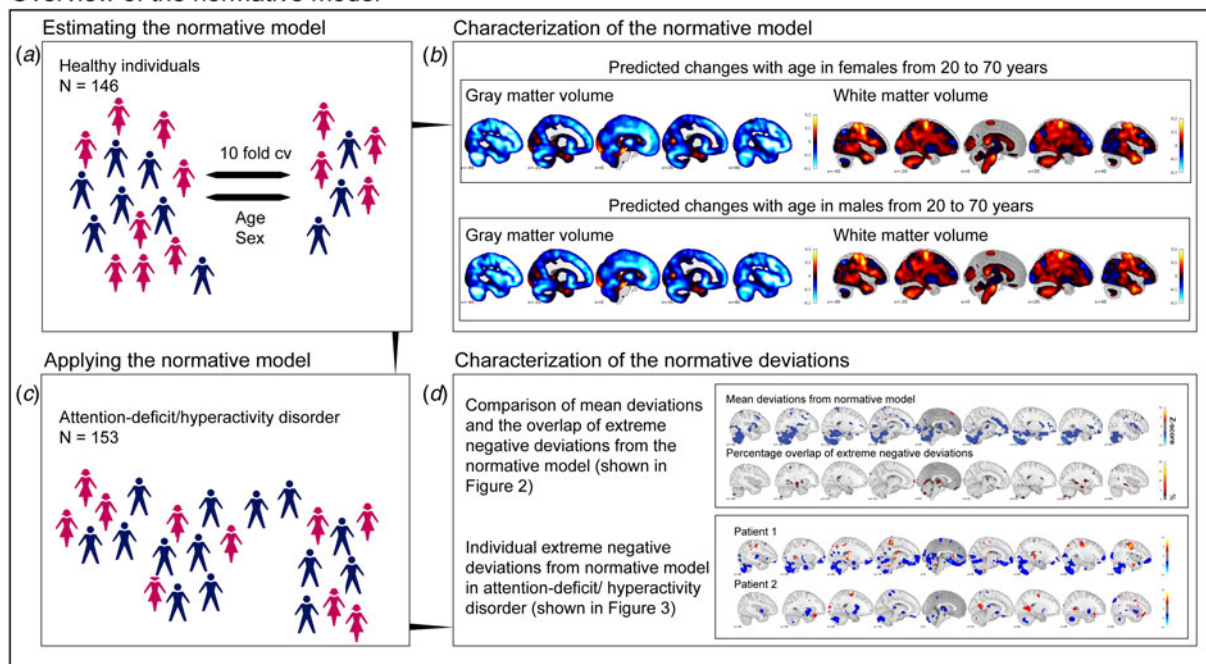 Overview of the normative model
Estimating the normative model
(a)
Healthy individuals
N = 146
10 fold cv
Age
Sex
Characterization of the normative model
(b)
Predicted changes with age in females from 20 to 70 years
Gray matter volume
White matter volume
Predicted changes with age in males from 20 to 70 years
Gray matter volume
White matter volume
Applying the normative model
(c)
Attention-deficit/hyperactivity disorder
N = 153
Characterization of the normative deviations
(d)
Comparison of mean deviations
and the overlap of extreme
negative deviations from the
normative model (shown in
Figure 2)
Mean deviations from normative model
Z-score
Percentage overlap of extreme negative deviations
%
Individual extreme negative
deviations from normative model
in attention-deficit/ hyperactivity
disorder (shown in Figure 3)
Patient 1
Patient 2